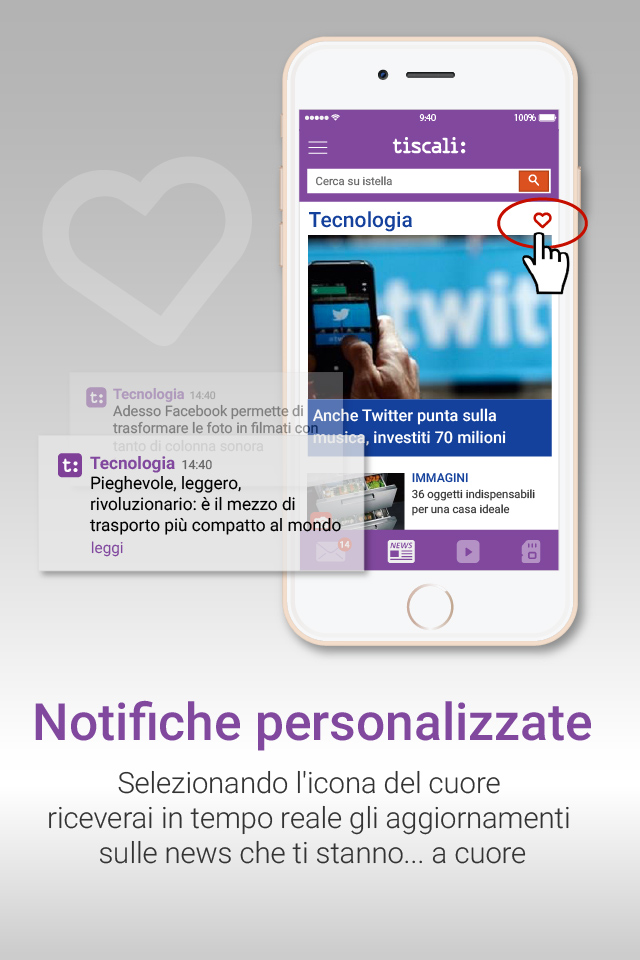 9:40
100%
tiscali:
Cerca su istella
Tecnologia
twit
Anche Twitter punta sulla
musica, investiti 70 milioni
IMMAGINI
36 oggetti indispensabili
per una casa ideale
14
NEWS
t:
Tecnologia 14:40
Adesso Facebook permette di
trasformare le foto in filmati con
tanto di colonna sonora
t:
Tecnologia 14:40
Pieghevole, leggero,
rivoluzionario: è il mezzo di
trasporto più compatto al mondo
leggi
Notifiche personalizzate
Selezionando l'icona del cuore
riceverai in tempo reale gli aggiornamenti
sulle news che ti stanno... a cuore